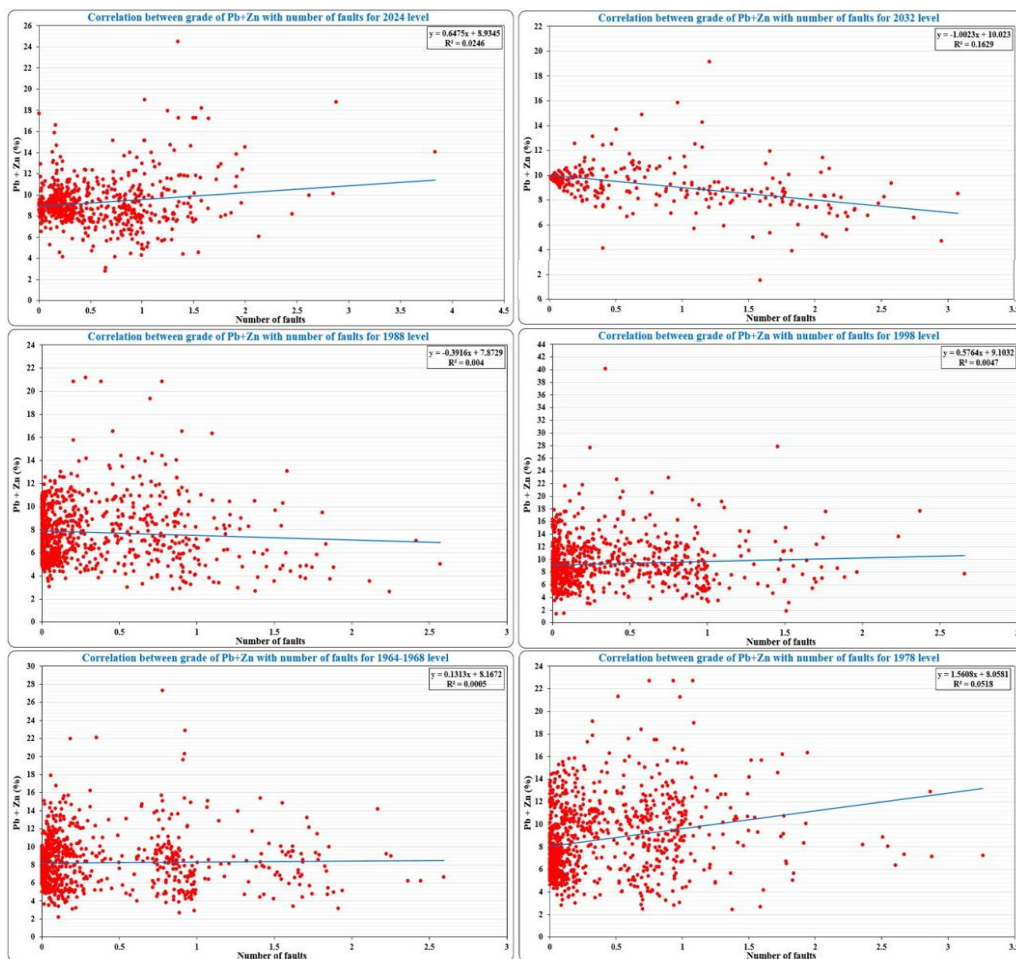 Correlation between grade of Pb+Zn with number of faults for 2024 level
y = 0.6475x + 8.9345
R² = 0.0246
Pb + Zn (%)
26
24
22
20
18
16
14
12
10
8
6
4
2
0
0 0.5 1 1.5 2 2.5 3 3.5 4 4.5
Number of faults
Correlation between grade of Pb+Zn with number of faults for 2032 level
y = -1.0023x + 10.023
R² = 0.1629
Pb + Zn (%)
22
20
18
16
14
12
10
8
6
4
2
0
0 0.5 1 1.5 2 2.5 3 3.5
Number of faults
Correlation between grade of Pb+Zn with number of faults for 1988 level
y = -0.3916x + 7.8729
R² = 0.004
Pb + Zn (%)
24
22
20
18
16
14
12
10
8
6
4
2
0
0 0.5 1 1.5 2 2.5 3
Number of faults
Correlation between grade of Pb+Zn with number of faults for 1998 level
y = 0.5764x + 9.1032
R² = 0.0047
Pb + Zn (%)
44
42
40
38
36
34
32
30
28
26
24
22
20
18
16
14
12
10
8
6
4
2
0
0 0.5 1 1.5 2 2.5 3
Number of faults
Correlation between grade of Pb+Zn with number of faults for 1964-1968 level
y = 0.1313x + 8.1672
R² = 0.0005
Pb + Zn (%)
30
28
26
24
22
20
18
16
14
12
10
8
6
4
2
0
0 0.5 1 1.5 2 2.5 3
Number of faults
Correlation between grade of Pb+Zn with number of faults for 1978 level
y = 1.5608x + 8.0581
R² = 0.0518
Pb + Zn (%)
24
22
20
18
16
14
12
10
8
6
4
2
0
0 0.5 1 1.5 2 2.5 3 3.5
Number of faults